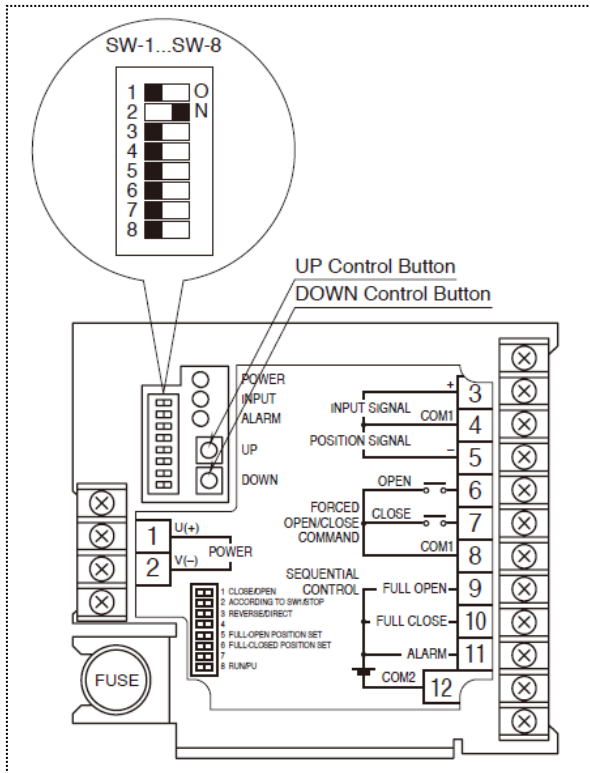 SW-1...SW-8
1 O
2 N
3
4
5
6
7
8
UP Control Button
DOWN Control Button
POWER
INPUT
ALARM
UP
DOWN
1 U(+)
POWER
2 V(−)
FUSE
1 CLOSE/OPEN
2 ACCORDING TO SW1/STOP
3 REVERSE/DIRECT
4
5 FULL-OPEN POSITION SET
6 FULL-CLOSED POSITION SET
7
8 RUN/PU
+ 3
INPUT SIGNAL
COM1 4
POSITION SIGNAL
− 5
OPEN 6
FORCED
OPEN/CLOSE
COMMAND
CLOSE 7
COM1 8
SEQUENTIAL
CONTROL
FULL OPEN 9
FULL CLOSE 10
ALARM 11
COM2 12